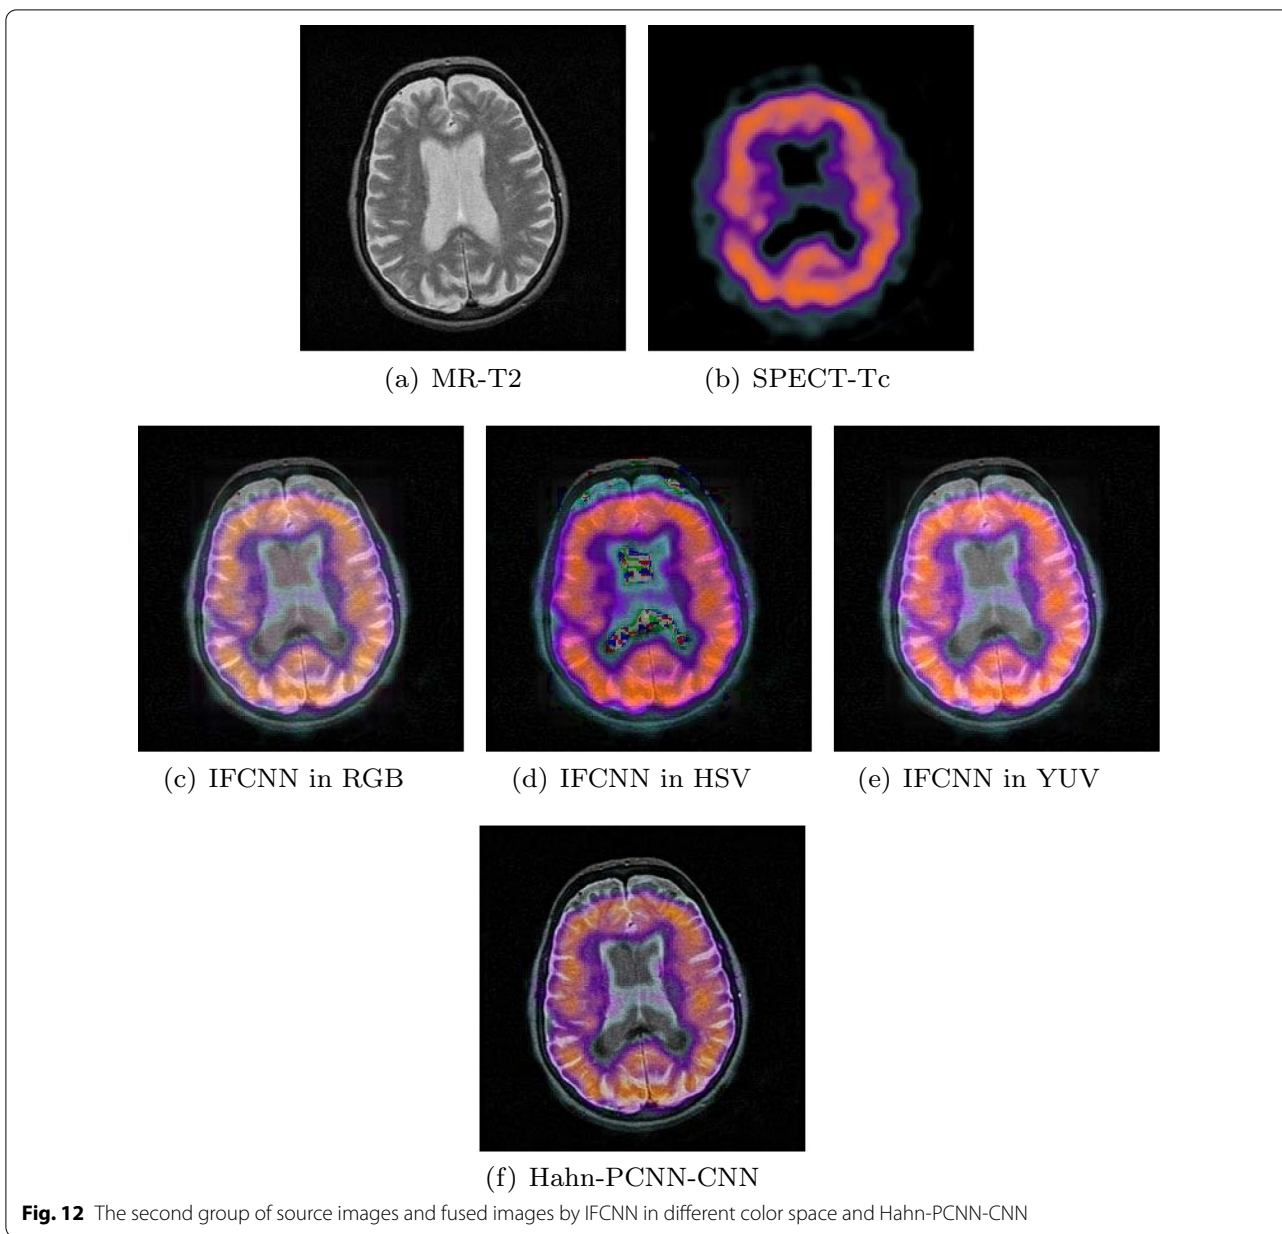 (a) MR-T2
(b) SPECT-Tc
(c) IFCNN in RGB
(d) IFCNN in HSV
(e) IFCNN in YUV
(f) Hahn-PCNN-CNN
Fig. 12 The second group of source images and fused images by IFCNN in different color space and Hahn-PCNN-CNN